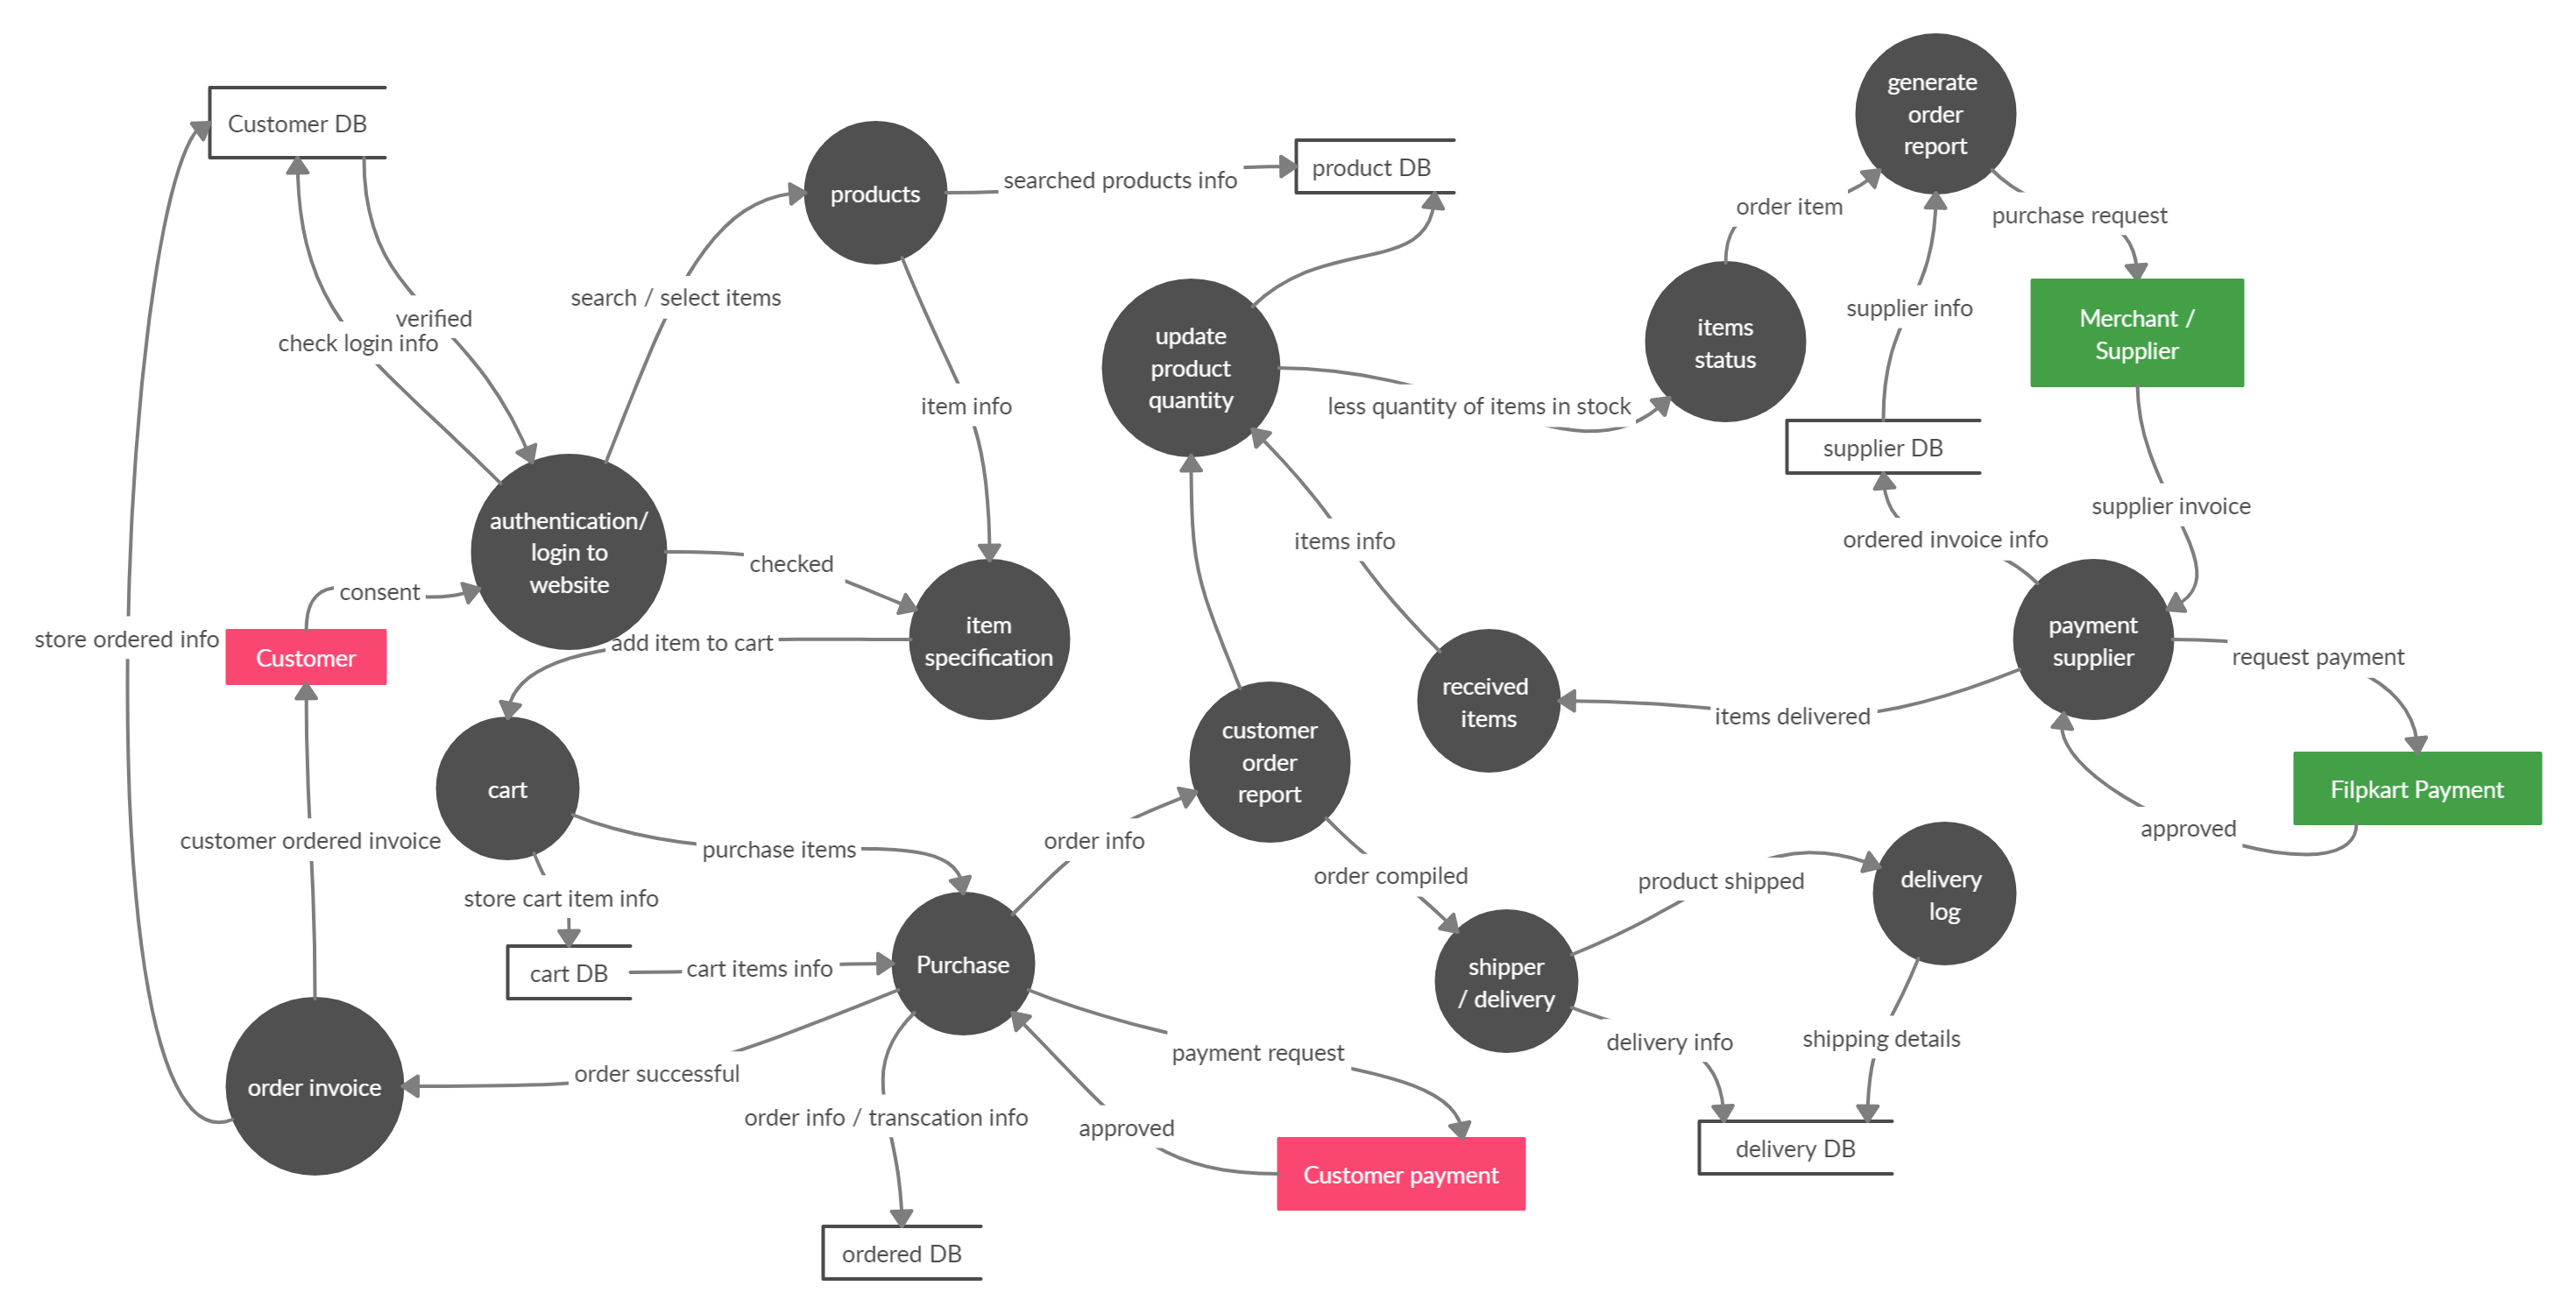 generate
order
report
Customer DB
product DB
products
searched products info
order item
purchase request
search / select items
supplier info
verified
check login info
Merchant /
Supplier
update
product
quantity
items
status
item info
less quantity of items in stock
supplier DB
supplier invoice
authentication/
login to
website
items info
ordered invoice info
checked
consent
store ordered info
Customer
add item to cart
item
specification
payment
supplier
request payment
received
items
items delivered
customer
order
report
cart
Filpkart Payment
customer ordered invoice
purchase items
order info
approved
order compiled
product shipped
delivery
log
store cart item info
cart DB
cart items info
Purchase
shipper
/ delivery
delivery info
shipping details
payment request
order invoice
order successful
order info / transcation info
approved
delivery DB
Customer payment
ordered DB